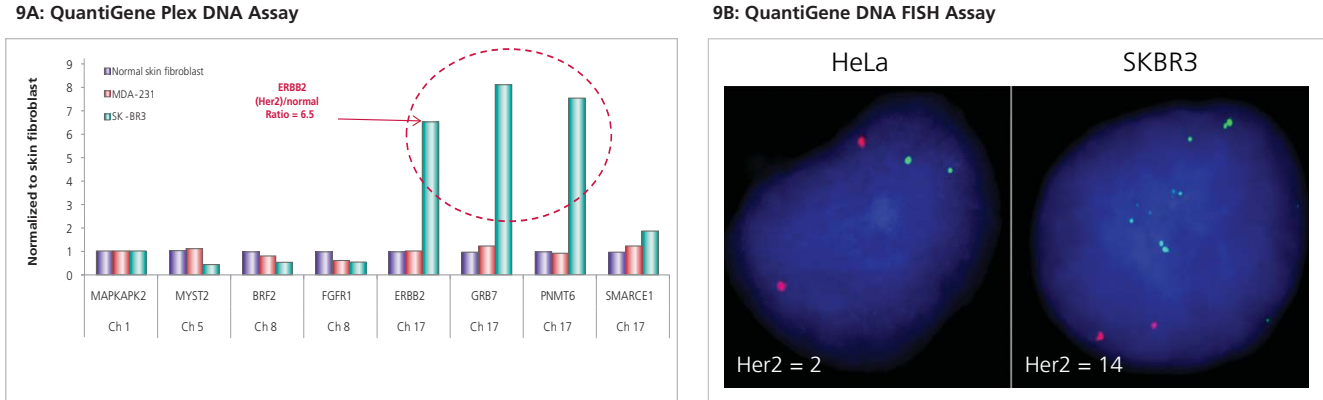 9A: QuantiGene Plex DNA Assay
Normalized to skin fibroblast
9
8
7
6
5
4
3
2
1
0
Normal skin fibroblast
MDA-231
SK -BR3
ERBB2
(Her2)/normal
Ratio = 6.5
MAPKAPK2 MYST2 BRF2 FGFR1 ERBB2 GRB7 PNMT6 SMARCE1
Ch 1 Ch 5 Ch 8 Ch 8 Ch 17 Ch 17 Ch 17 Ch 17
9B: QuantiGene DNA FISH Assay
HeLa SKBR3
Her2 = 2 Her2 = 14